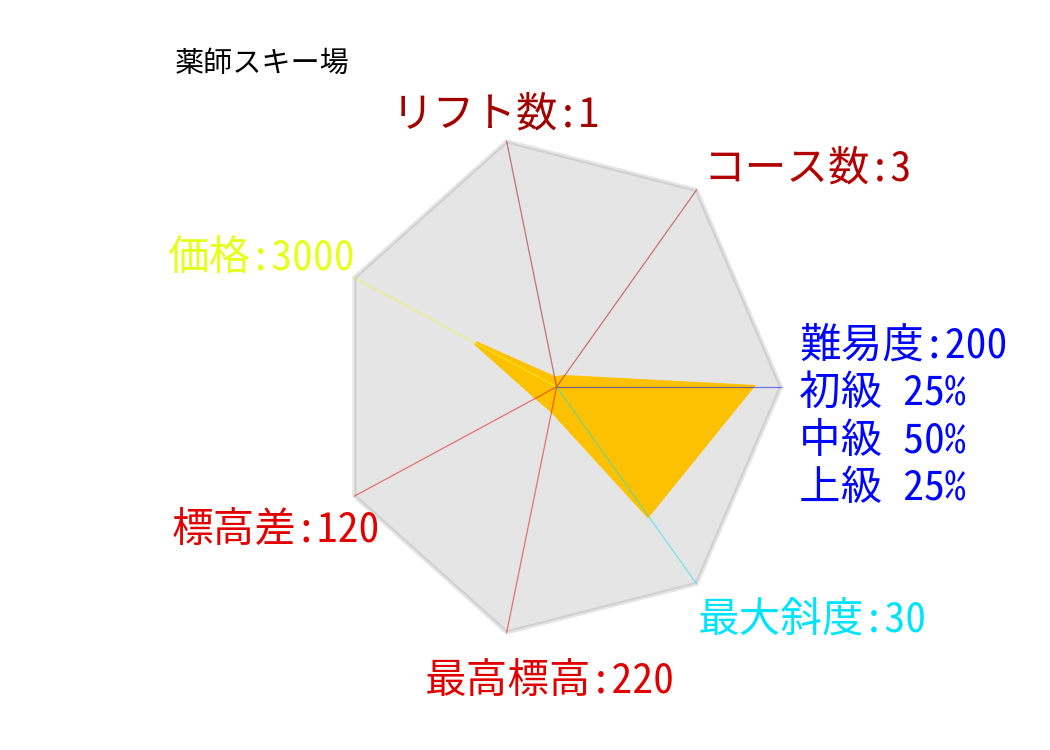 薬師スキー場
リフト数:1
コース数:3
価格:3000
難易度:200
初級 25%
中級 50%
上級 25%
標高差:120
最大斜度:30
最高標高:220